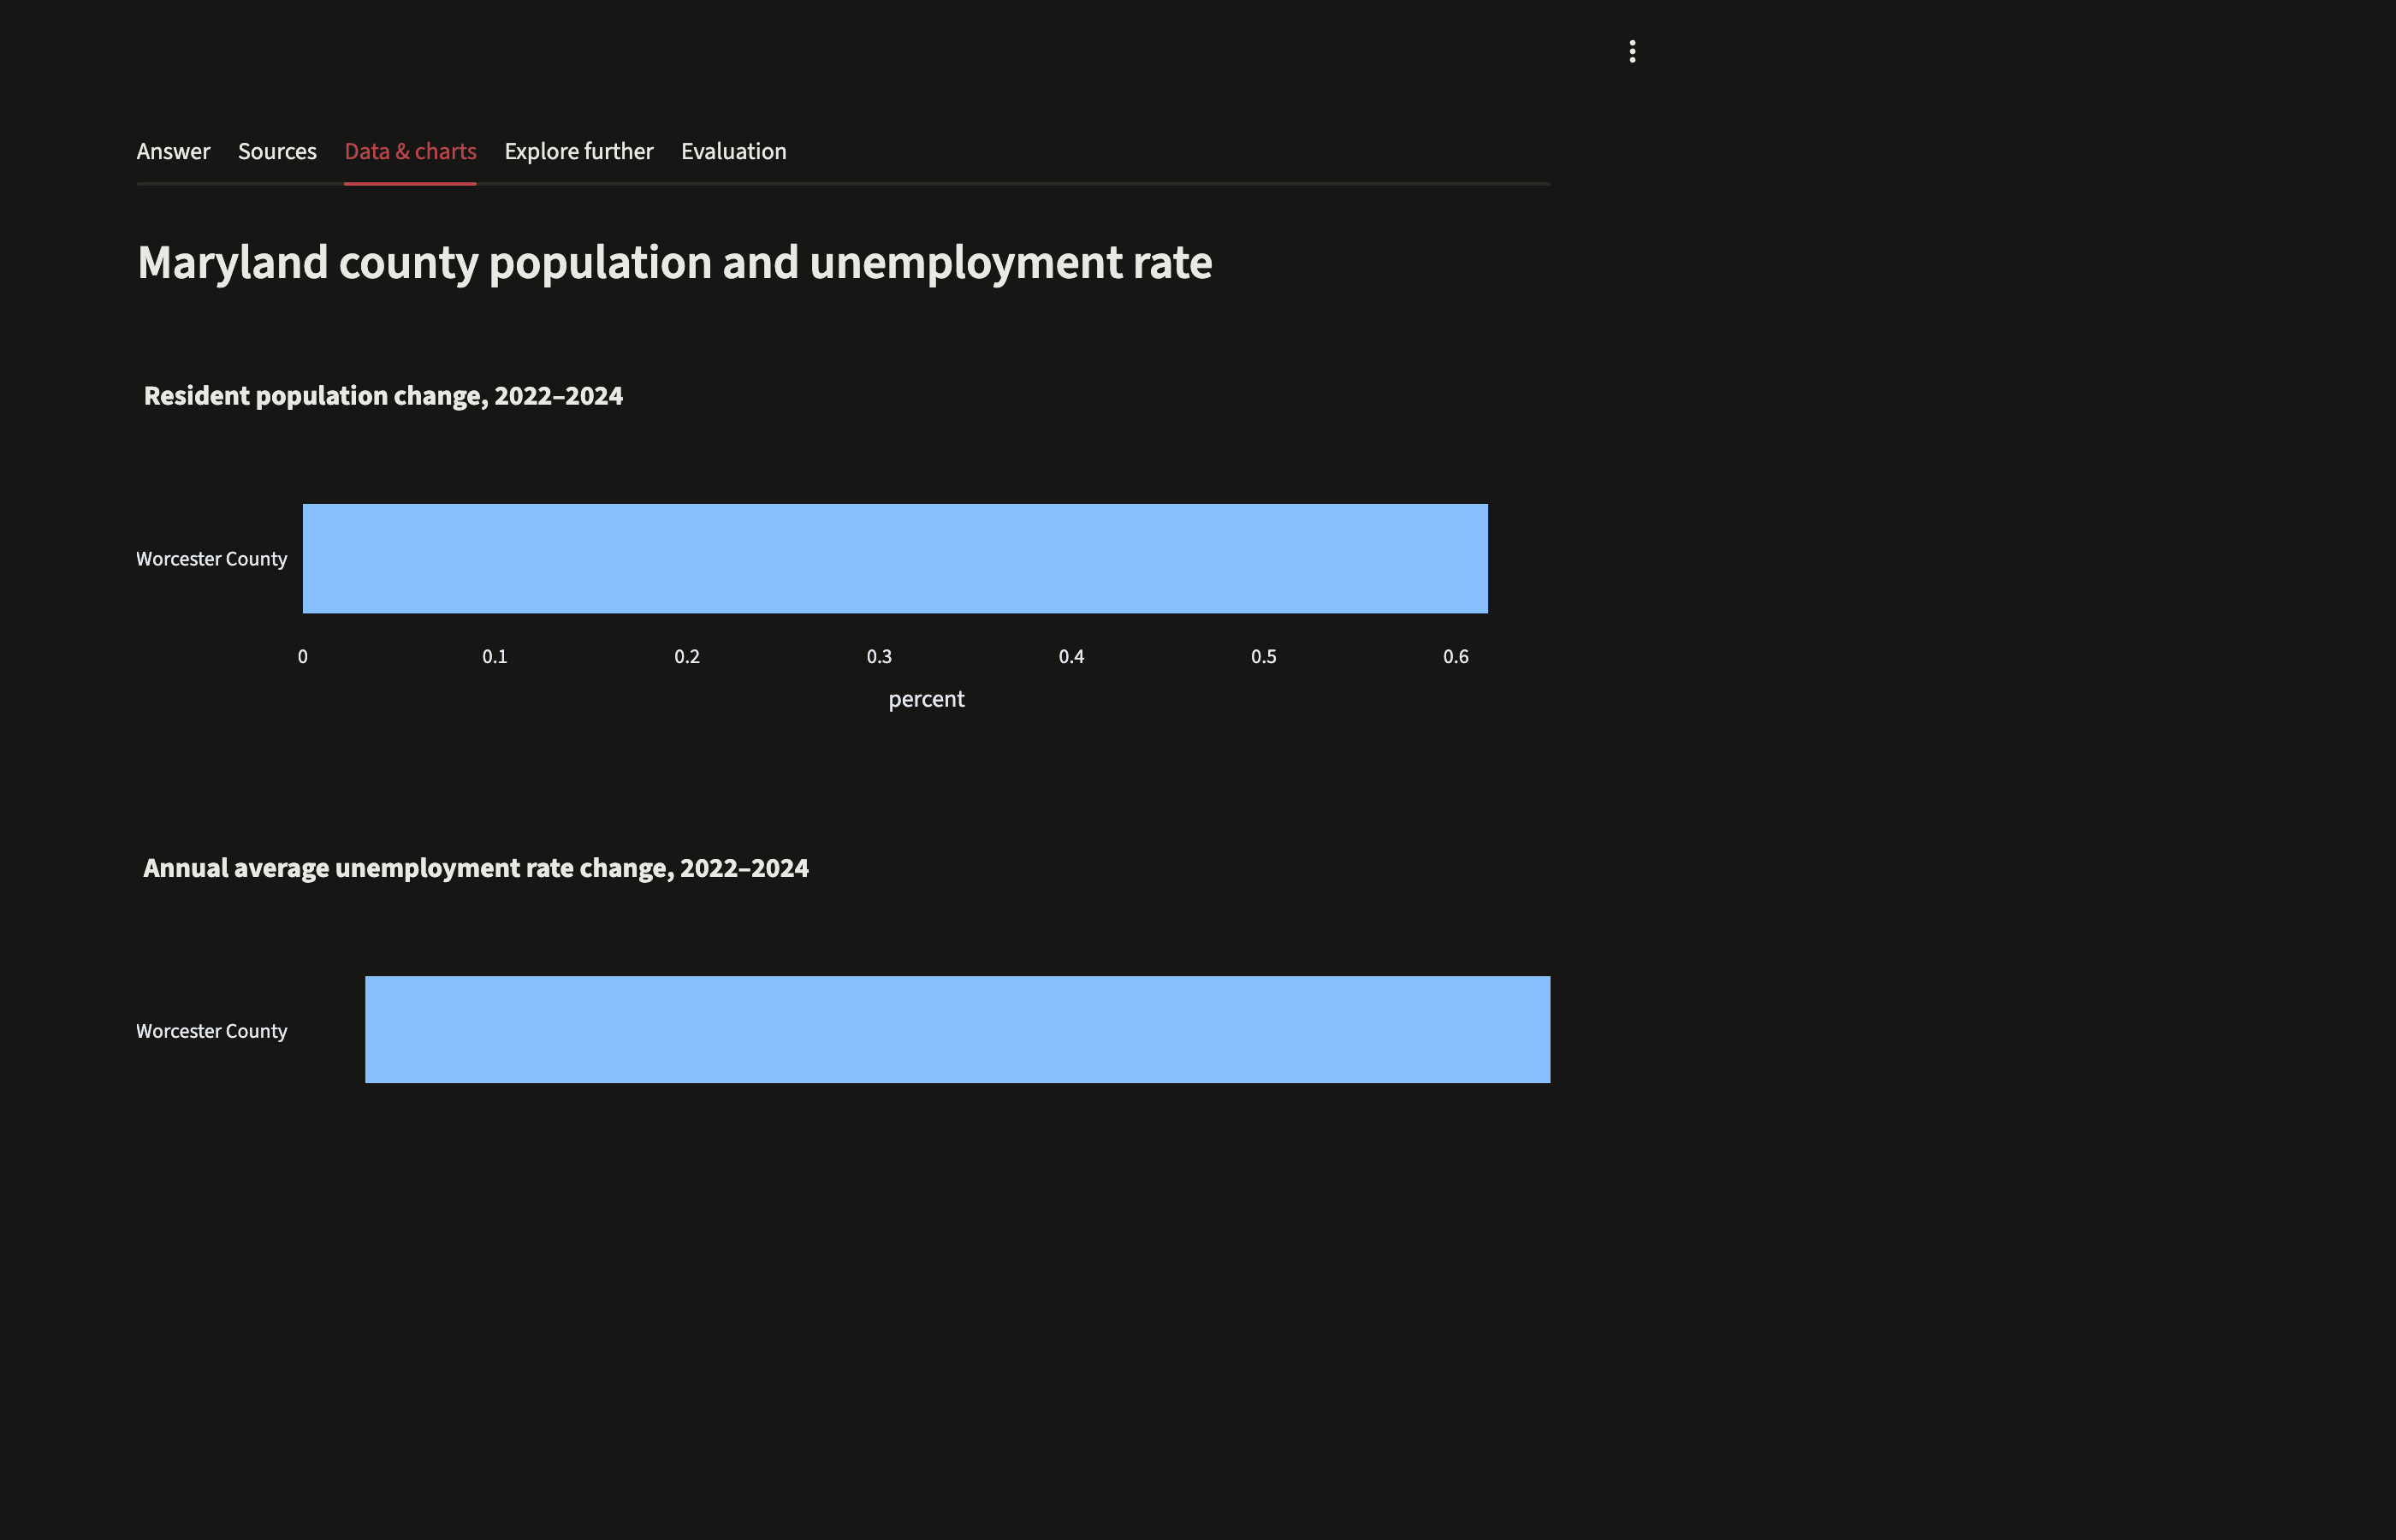 Answer Sources Data & charts Explore further Evaluation
Maryland county population and unemployment rate
Resident population change, 2022–2024
Worcester County
0 0.1 0.2 0.3 0.4 0.5 0.6
percent
Annual average unemployment rate change, 2022–2024
Worcester County